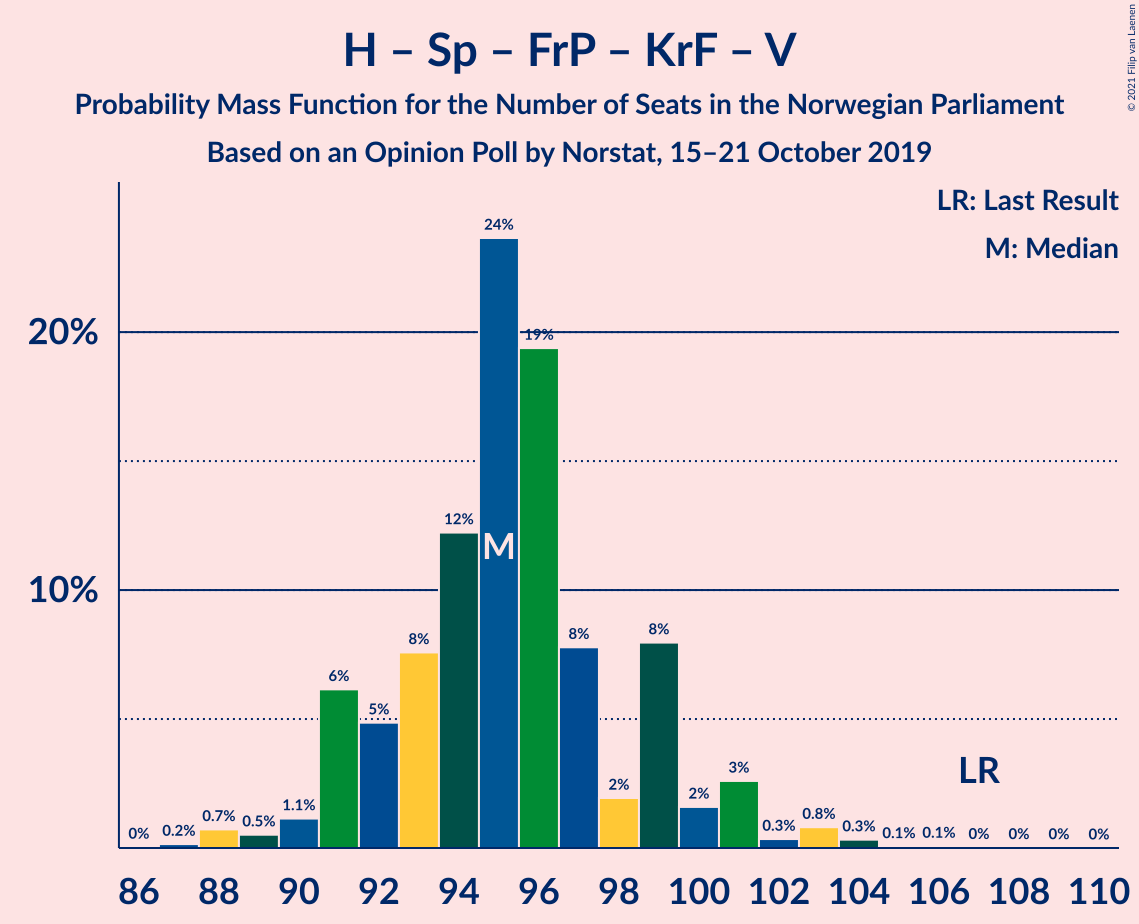 H – Sp – FrP – KrF – V
Probability Mass Function for the Number of Seats in the Norwegian Parliament
Based on an Opinion Poll by Norstat, 15–21 October 2019
© 2021 Filip van Laenen
LR: Last Result
M: Median
20%
10%
0% 0.2% 0.7% 0.5% 1.1% 6% 5% 8% 12% 24% 19% 8% 2% 8% 2% 3% 0.3% 0.8% 0.3% 0.1% 0.1% 0% 0% 0% 0%
M
LR
86 88 90 92 94 96 98 100 102 104 106 108 110